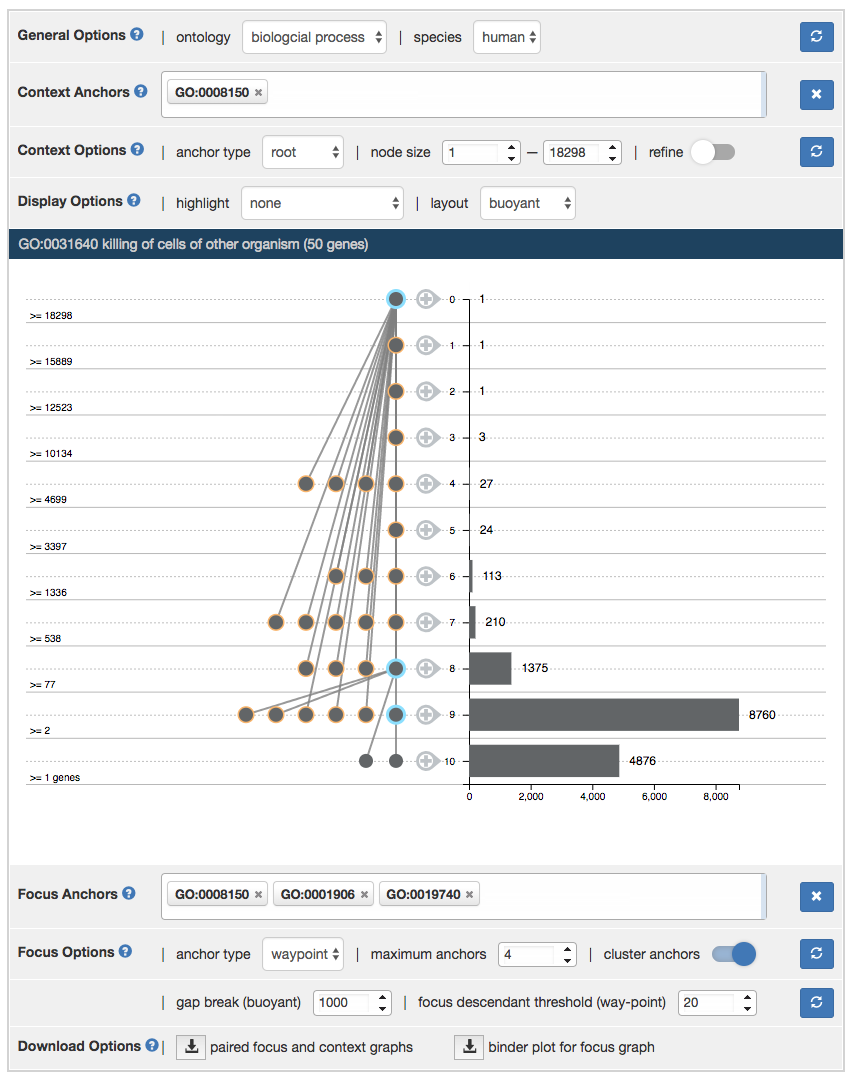 General Options ? | ontology biologcial process | species human
Context Anchors ? GO:0008150 ×
Context Options ? | anchor type root | node size 1 — 18298 | refine
Display Options ? | highlight none | layout buoyant
GO:0031640 killing of cells of other organism (50 genes)
0 1
>= 18298
1 1
>= 15889
2 1
>= 12523
3 3
>= 10134
4 27
>= 4699
5 24
>= 3397
6 113
>= 1336
7 210
>= 538
8 1375
>= 77
9 8760
>= 2
10 4876
>= 1 genes
0 2,000 4,000 6,000 8,000
Focus Anchors ? GO:0008150 × GO:0001906 × GO:0019740 ×
Focus Options ? | anchor type waypoint | maximum anchors 4 | cluster anchors
| gap break (buoyant) 1000 | focus descendant threshold (way-point) 20
Download Options ? | paired focus and context graphs binder plot for focus graph